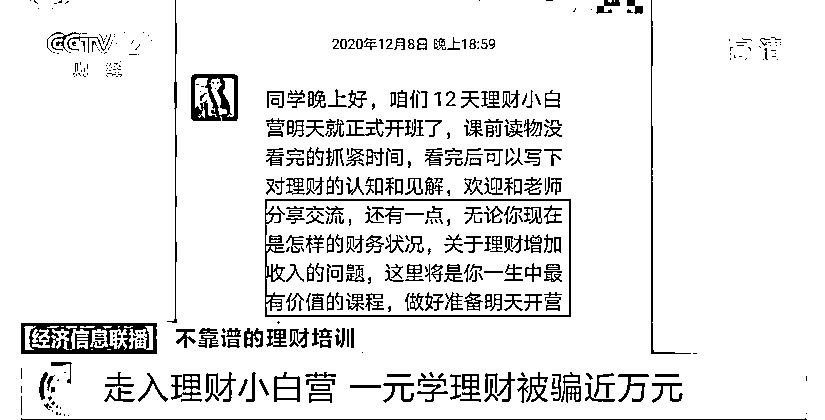 CCTV 2
财经
高清
2020年12月8日 晚上18:59
同学晚上好，咱们12天理财小白
营明天就正式开班了，课前读物没
看完的抓紧时间，看完后可以写下
对理财的认知和见解，欢迎和老师
分享交流，还有一点，无论你现在
是怎样的财务状况，关于理财增加
收入的问题，这里将是你一生中最
有价值的课程，做好准备明天开营
【经济信息联播】 不靠谱的理财培训
走入理财小白营 一元学理财被骗近万元